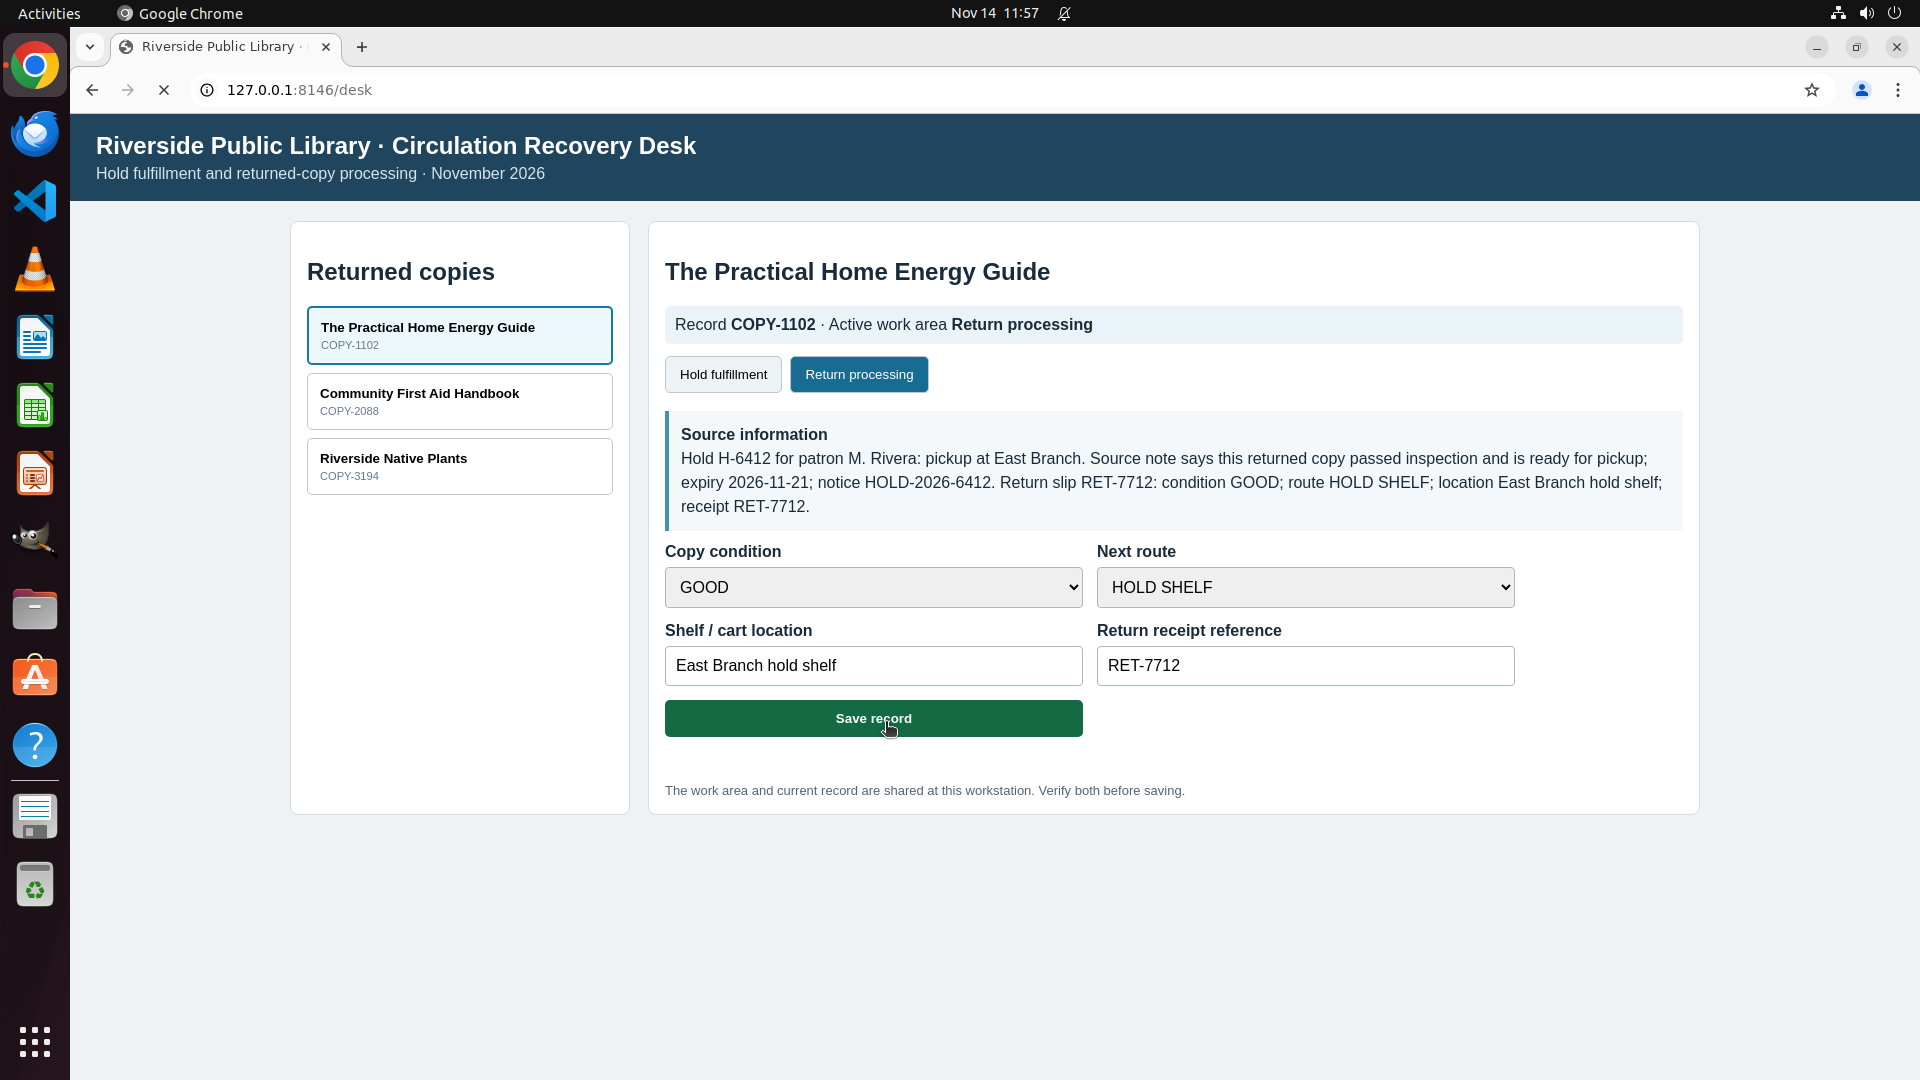 Activities
Google Chrome
Nov 14 11:57
Riverside Public Library ·
127.0.0.1:8146/desk
Riverside Public Library · Circulation Recovery Desk
Hold fulfillment and returned-copy processing · November 2026
Returned copies
The Practical Home Energy Guide
COPY-1102
Community First Aid Handbook
COPY-2088
Riverside Native Plants
COPY-3194
The Practical Home Energy Guide
Record COPY-1102 · Active work area Return processing
Hold fulfillment
Return processing
Source information
Hold H-6412 for patron M. Rivera: pickup at East Branch. Source note says this returned copy passed inspection and is ready for pickup;
expiry 2026-11-21; notice HOLD-2026-6412. Return slip RET-7712: condition GOOD; route HOLD SHELF; location East Branch hold shelf;
receipt RET-7712.
Copy condition
Next route
GOOD
HOLD SHELF
Shelf / cart location
Return receipt reference
East Branch hold shelf
RET-7712
Save record
The work area and current record are shared at this workstation. Verify both before saving.